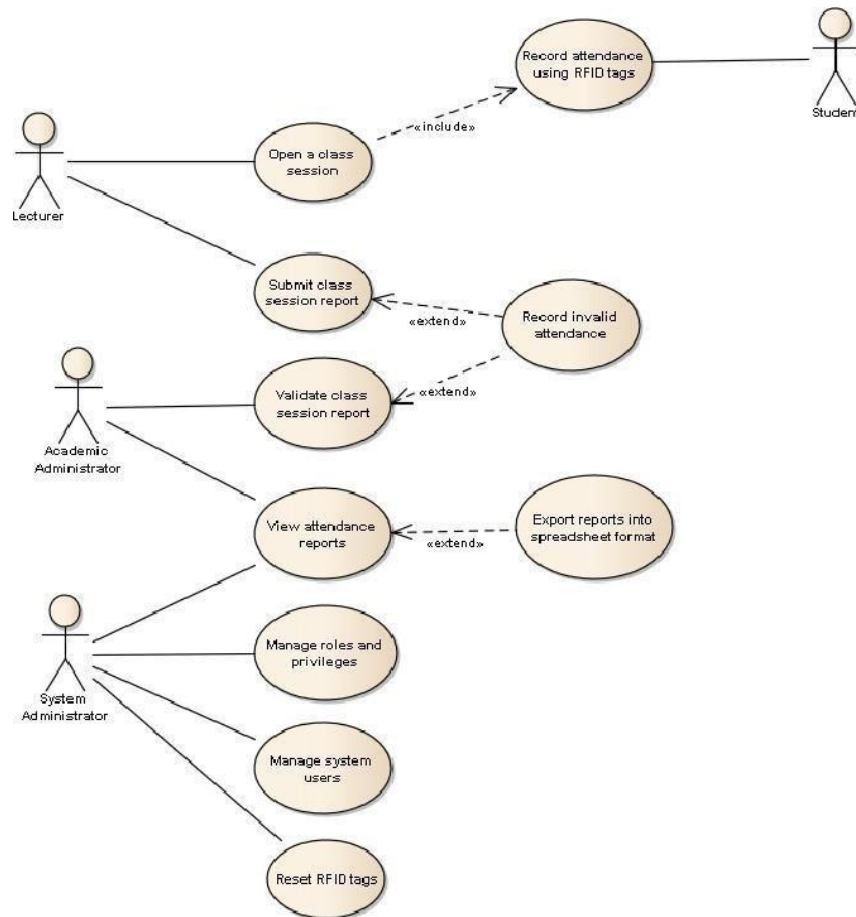 Record attendance
using RFID tags
Student
«include»
Open a class
session
Lecturer
Submit class
session report
«extend»
Record invalid
attendance
Validate class
session report
«extend»
Academic
Administrator
View attendance
reports
«extend»
Export reports into
spreadsheet format
Manage roles and
privileges
System
Administrator
Manage system
users
Reset RFID tags